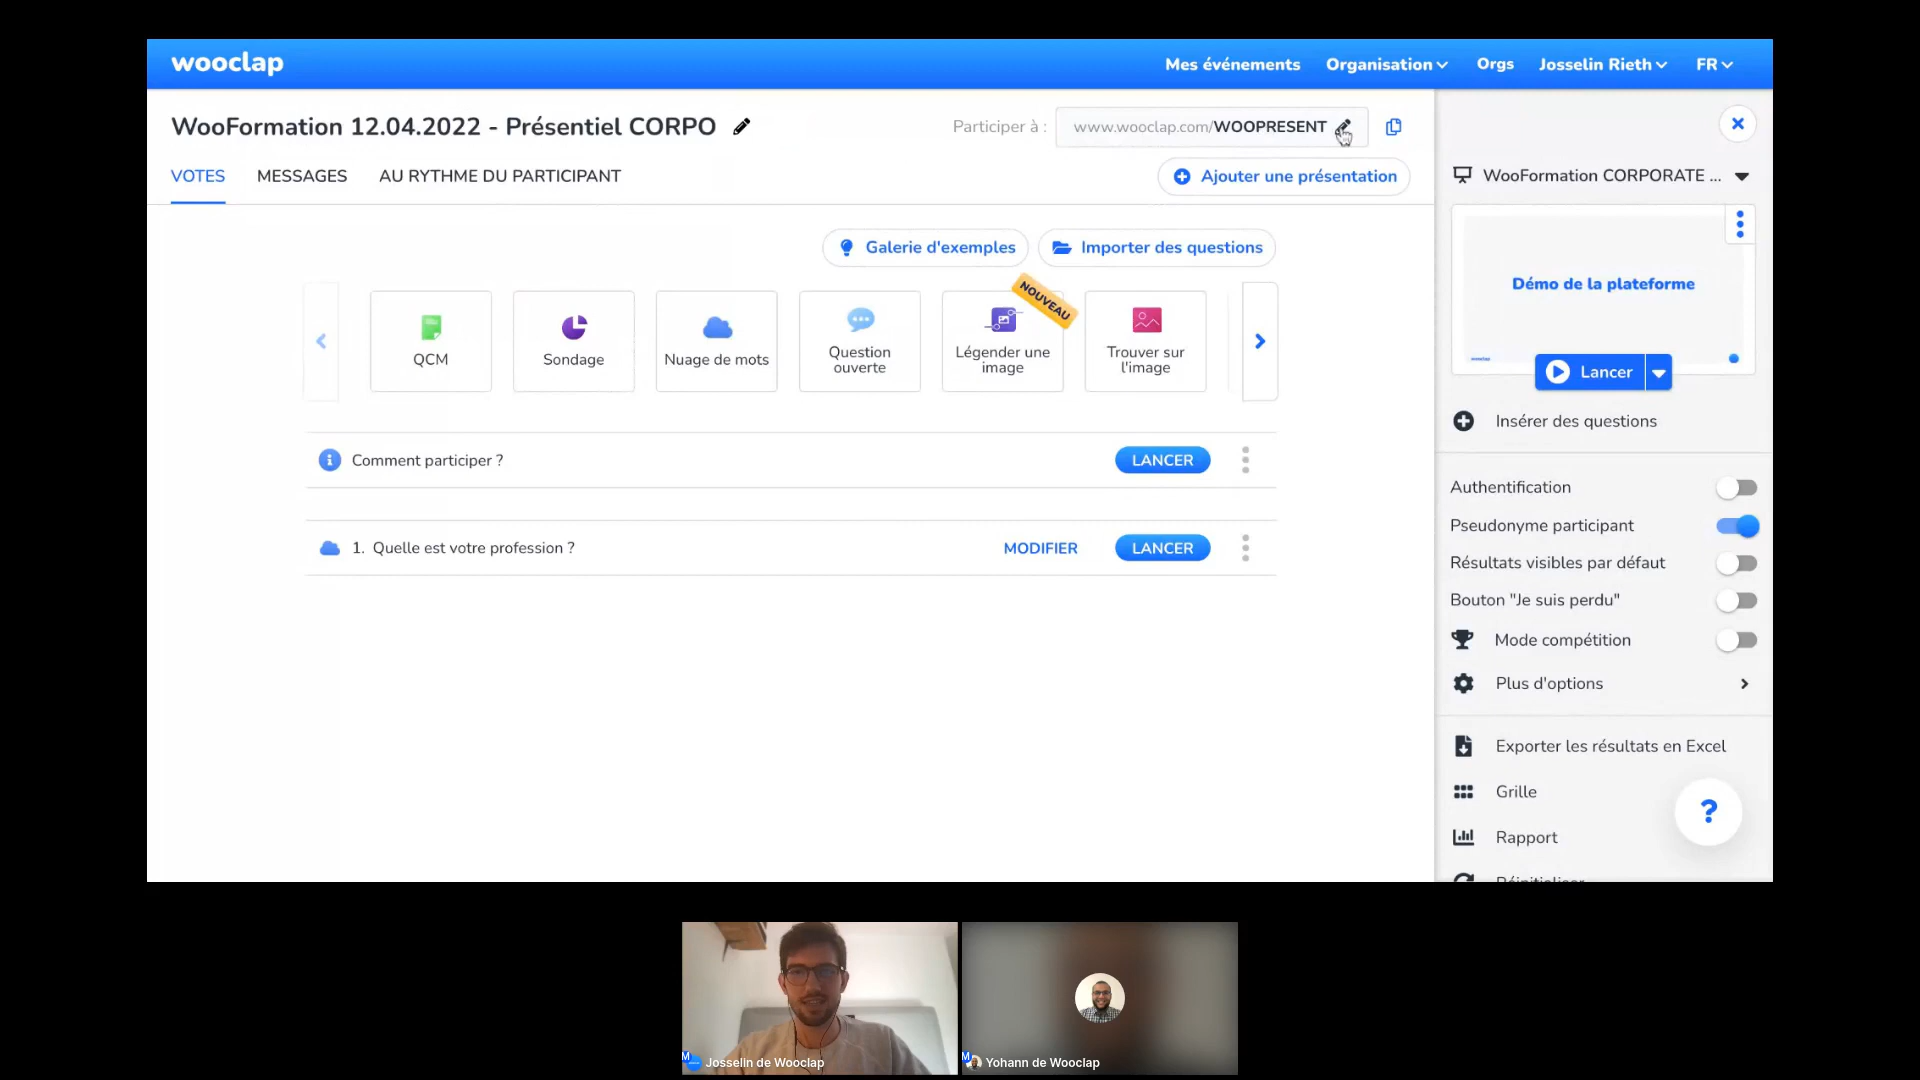 wooclap
Mes événements Organisation Orgs Josselin Rieth FR
WooFormation 12.04.2022 - Présentiel CORPO
Participer à : www.wooclap.com/WOOPRESENT
VOTES MESSAGES AU RYTHME DU PARTICIPANT
Ajouter une présentation
Galerie d'exemples Importer des questions
NOUVEAU
QCM
Sondage
Nuage de mots
Question
ouverte
Légender une
image
Trouver sur
l'image
Comment participer ? LANCER
1. Quelle est votre profession ? MODIFIER LANCER
WooFormation CORPORATE ...
Démo de la plateforme
wooclap
Lancer
Insérer des questions
Authentification
Pseudonyme participant
Résultats visibles par défaut
Bouton "Je suis perdu"
Mode compétition
Plus d'options
Exporter les résultats en Excel
Grille
?
Rapport
Réinitialiser
M Josselin de Wooclap
M Yohann de Wooclap